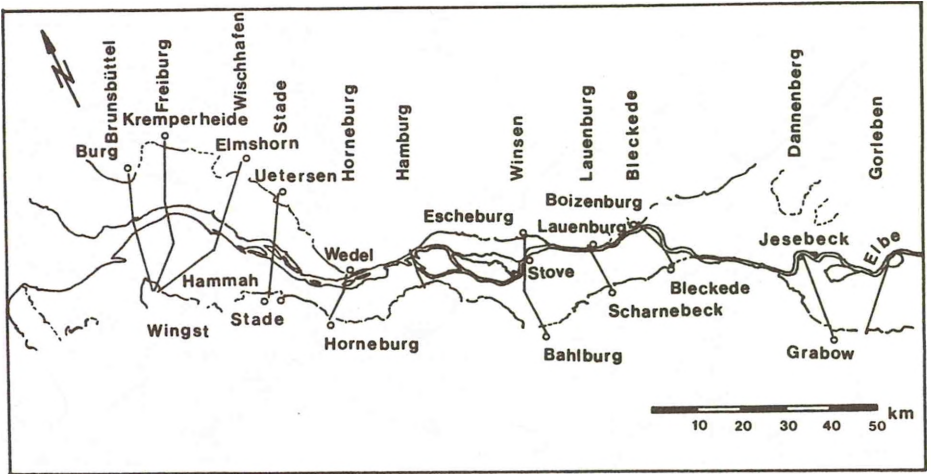 N
Brunsbüttel
Freiburg
Wischhafen
Stade
Horneburg
Hamburg
Winsen
Lauenburg
Bleckede
Dannenberg
Gorleben
Kremperheide
Burg
Elmshorn
Uetersen
Escheburg
Boizenburg
Lauenburg
Wedel
Jesebeck
Elbe
Stove
Hammah
Bleckede
Wingst
Stade
Scharnebeck
Horneburg
Bahlburg
Grabow
km
10 20 30 40 50